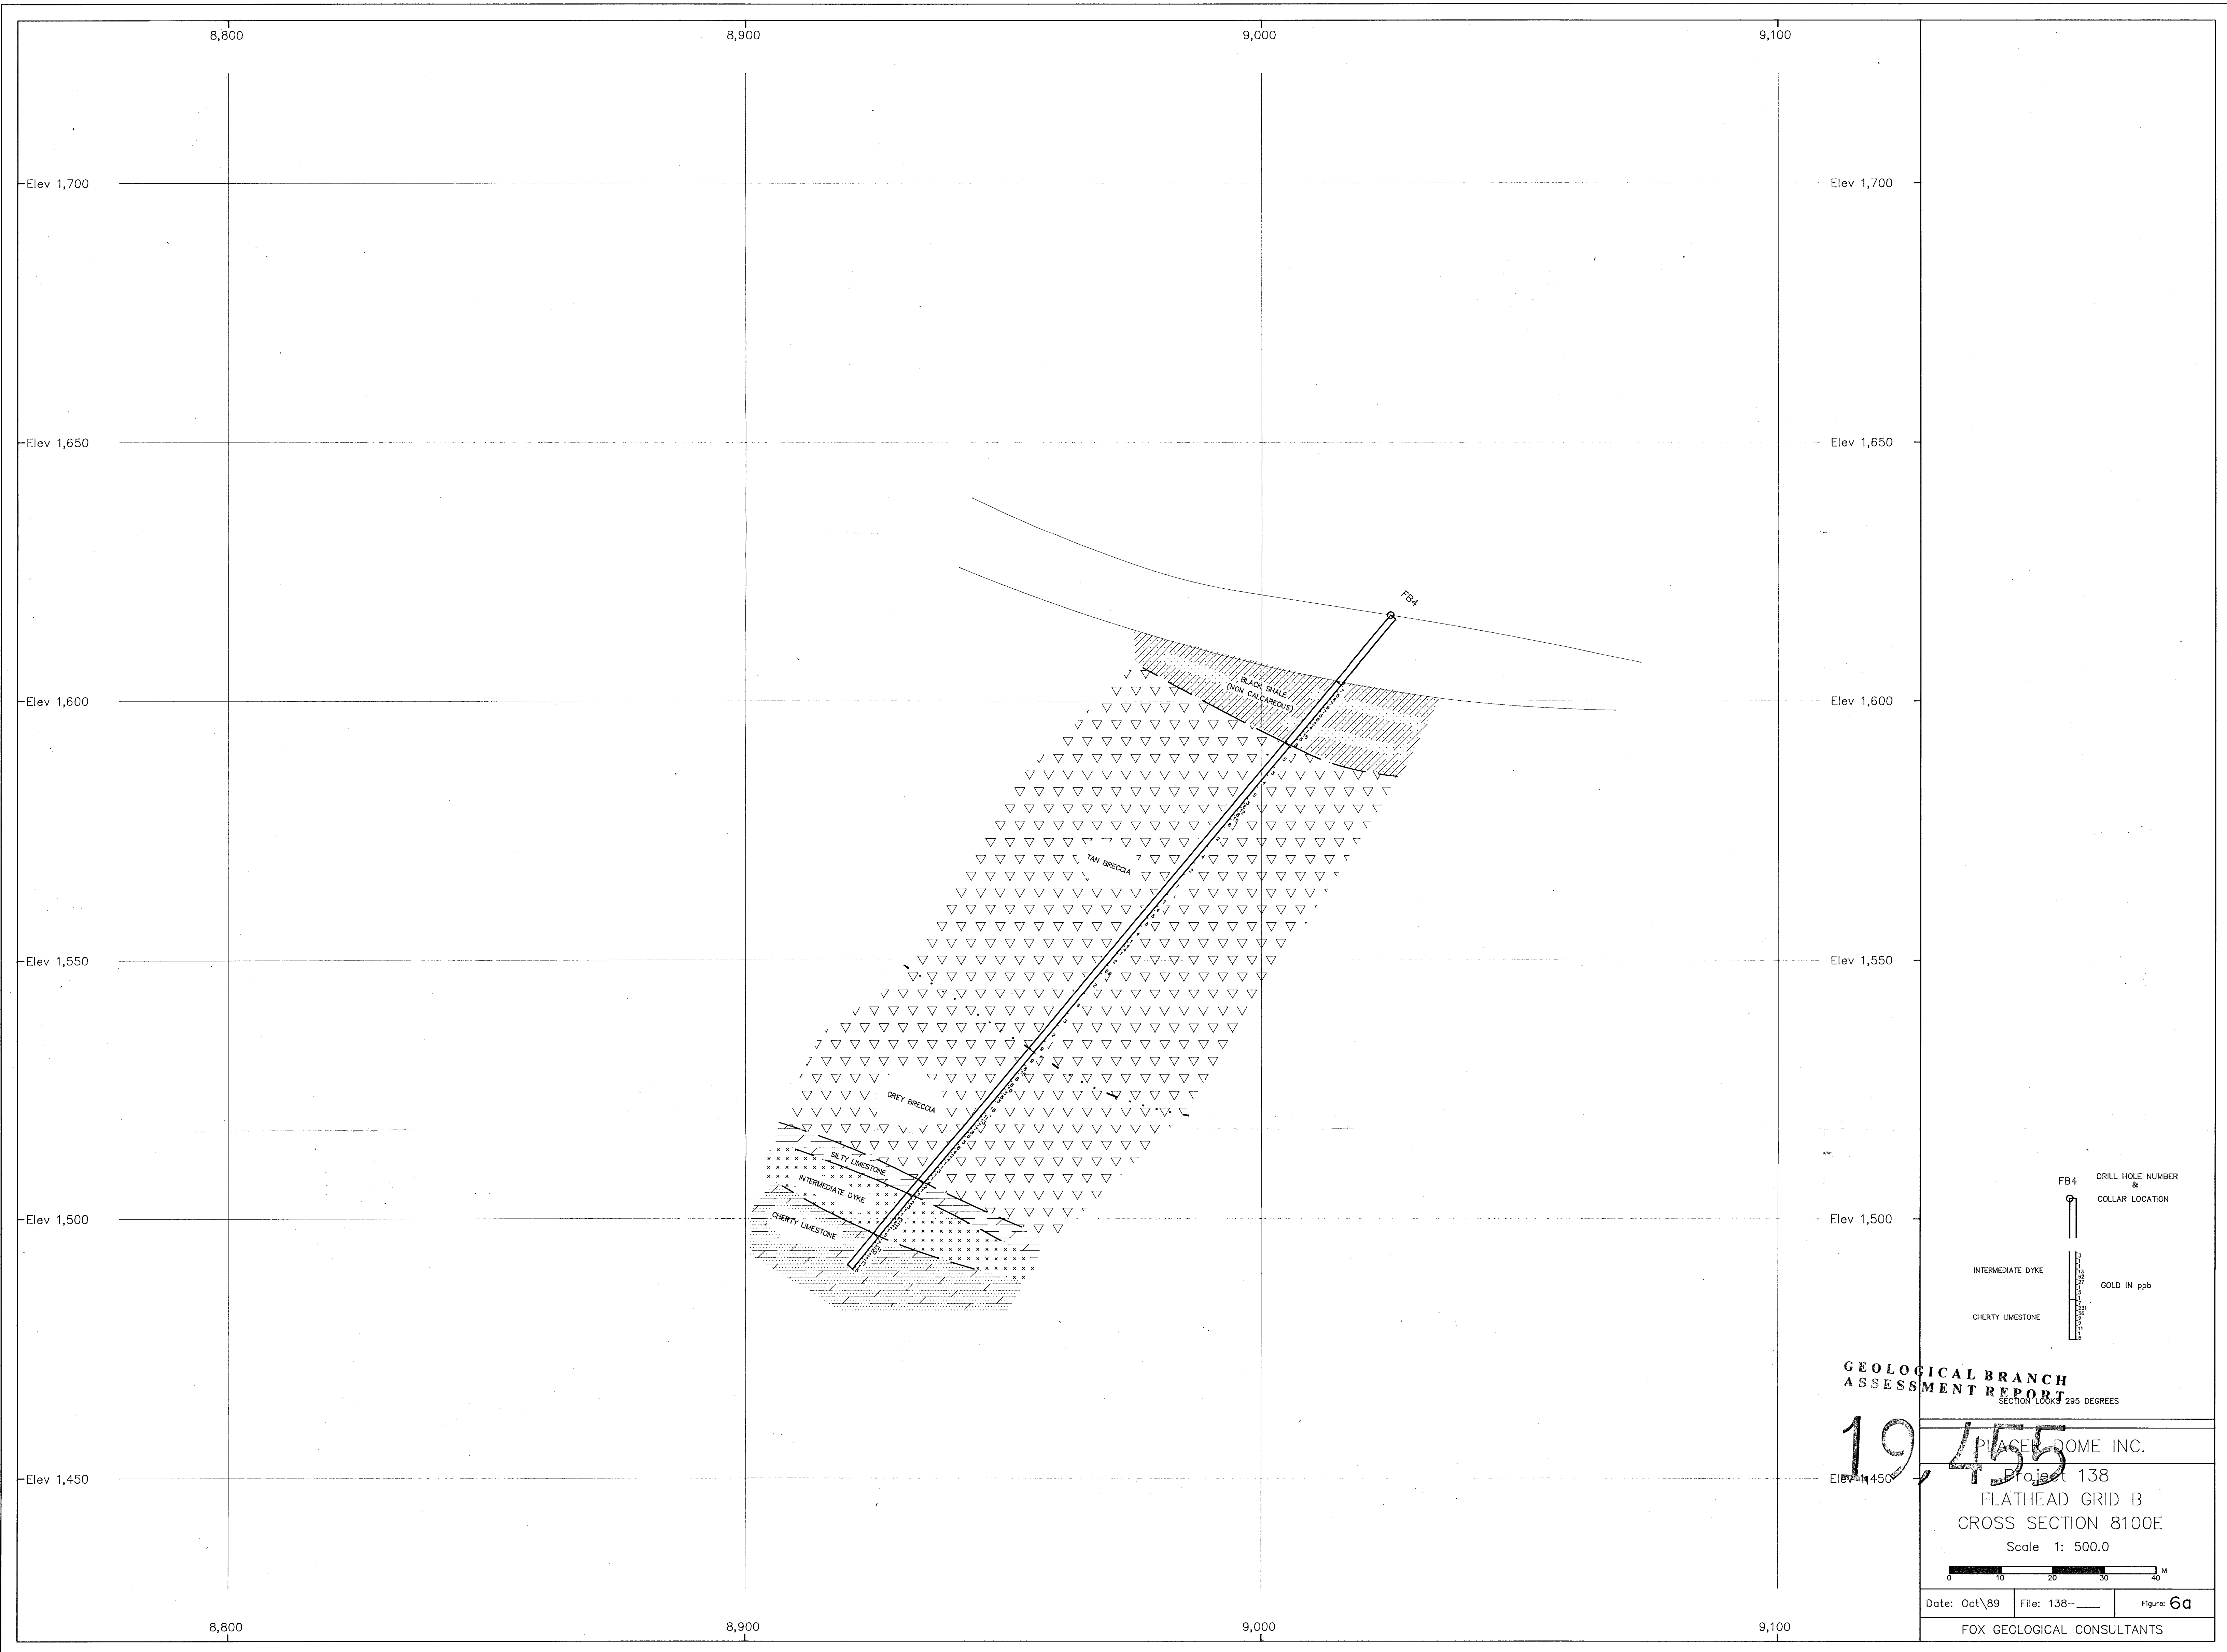 8,800 8,900 9,000 9,100
Elev 1,700 Elev 1,700
Elev 1,650 Elev 1,650
FB4
BLACK SHALE
(NON CALCAREOUS)
Elev 1,600 Elev 1,600
TAN BRECCIA
Elev 1,550 Elev 1,550
GREY BRECCIA
SILTY LIMESTONE
INTERMEDIATE DYKE
CHERTY LIMESTONE
Elev 1,500 Elev 1,500
Elev 1,450 Elev 1,450
8,800 8,900 9,000 9,100
FB4
DRILL HOLE NUMBER
&
COLLAR LOCATION
INTERMEDIATE DYKE
GOLD IN ppb
CHERTY LIMESTONE
GEOLOGICAL BRANCH
ASSESSMENT REPORT
SECTION LOOKS 295 DEGREES
19,455
PLACER DOME INC.
Project 138
FLATHEAD GRID B
CROSS SECTION 8100E
Scale 1: 500.0
0 10 20 30 40 M
Date: Oct\89 File: 138-- Figure: 6a
FOX GEOLOGICAL CONSULTANTS